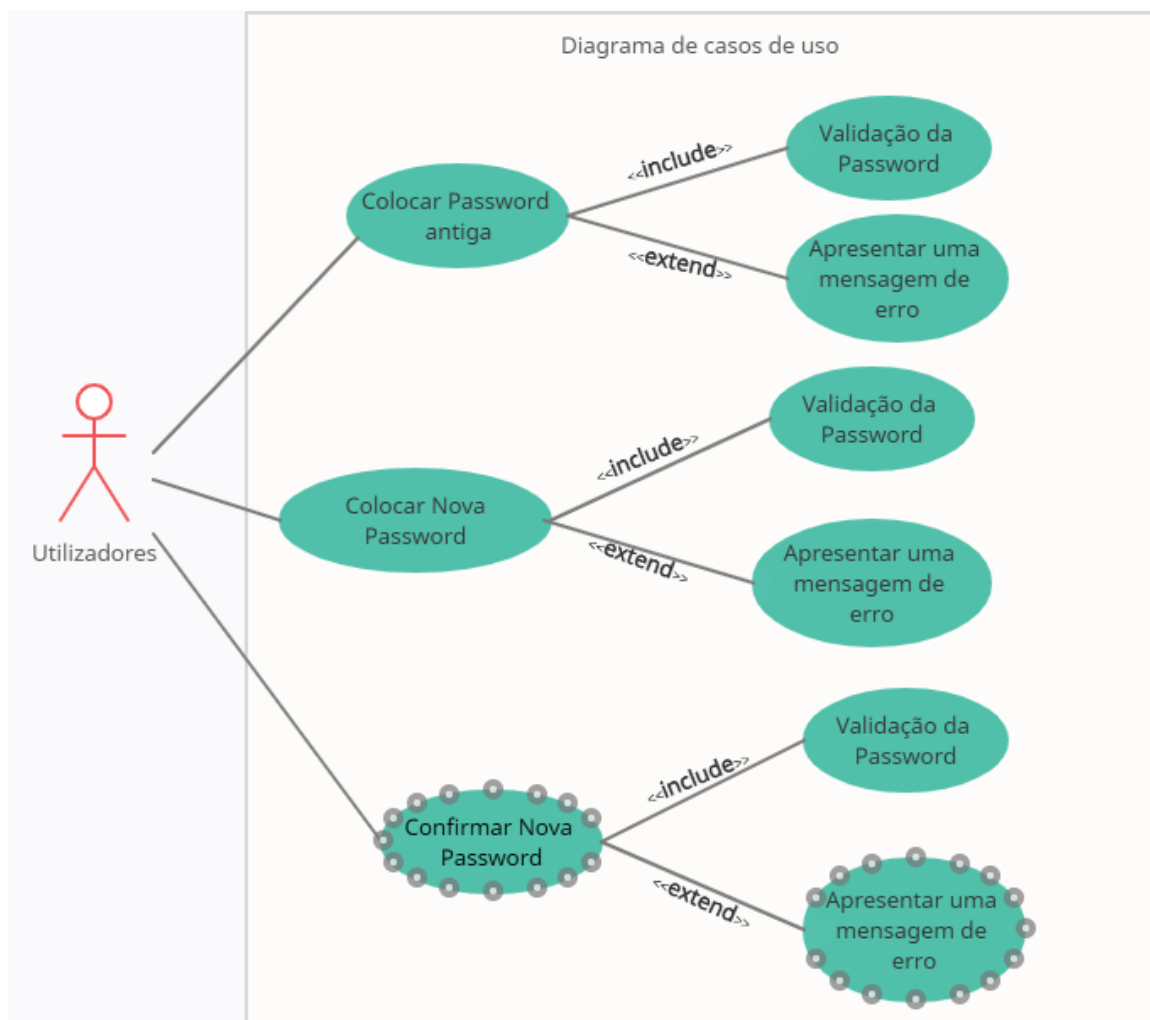 Diagrama de casos de uso
Colocar Password
antiga
<<include>>
Validação da
Password
<<extend>>
Apresentar uma
mensagem de
erro
Utilizadores
Colocar Nova
Password
<<include>>
Validação da
Password
<<extend>>
Apresentar uma
mensagem de
erro
Confirmar Nova
Password
<<include>>
Validação da
Password
<<extend>>
Apresentar uma
mensagem de
erro